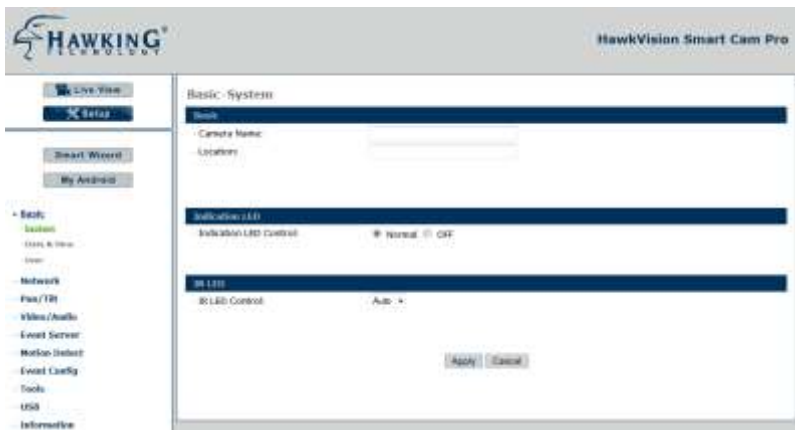 HAWKING
TECHNOLOGY
HawkVision Smart Cam Pro
Live View
Setup
Smart Wizard
My Android
Basic
System
Date & Time
User
Network
Pan/Tilt
Video/Audio
Event Server
Motion Detect
Event Config
Tools
USB
Information
Basic-System
Basic
Camera Name:
Location:
Indication LED
Indication LED Control: Normal OFF
IR LED
IR LED Control: Auto
Apply Cancel